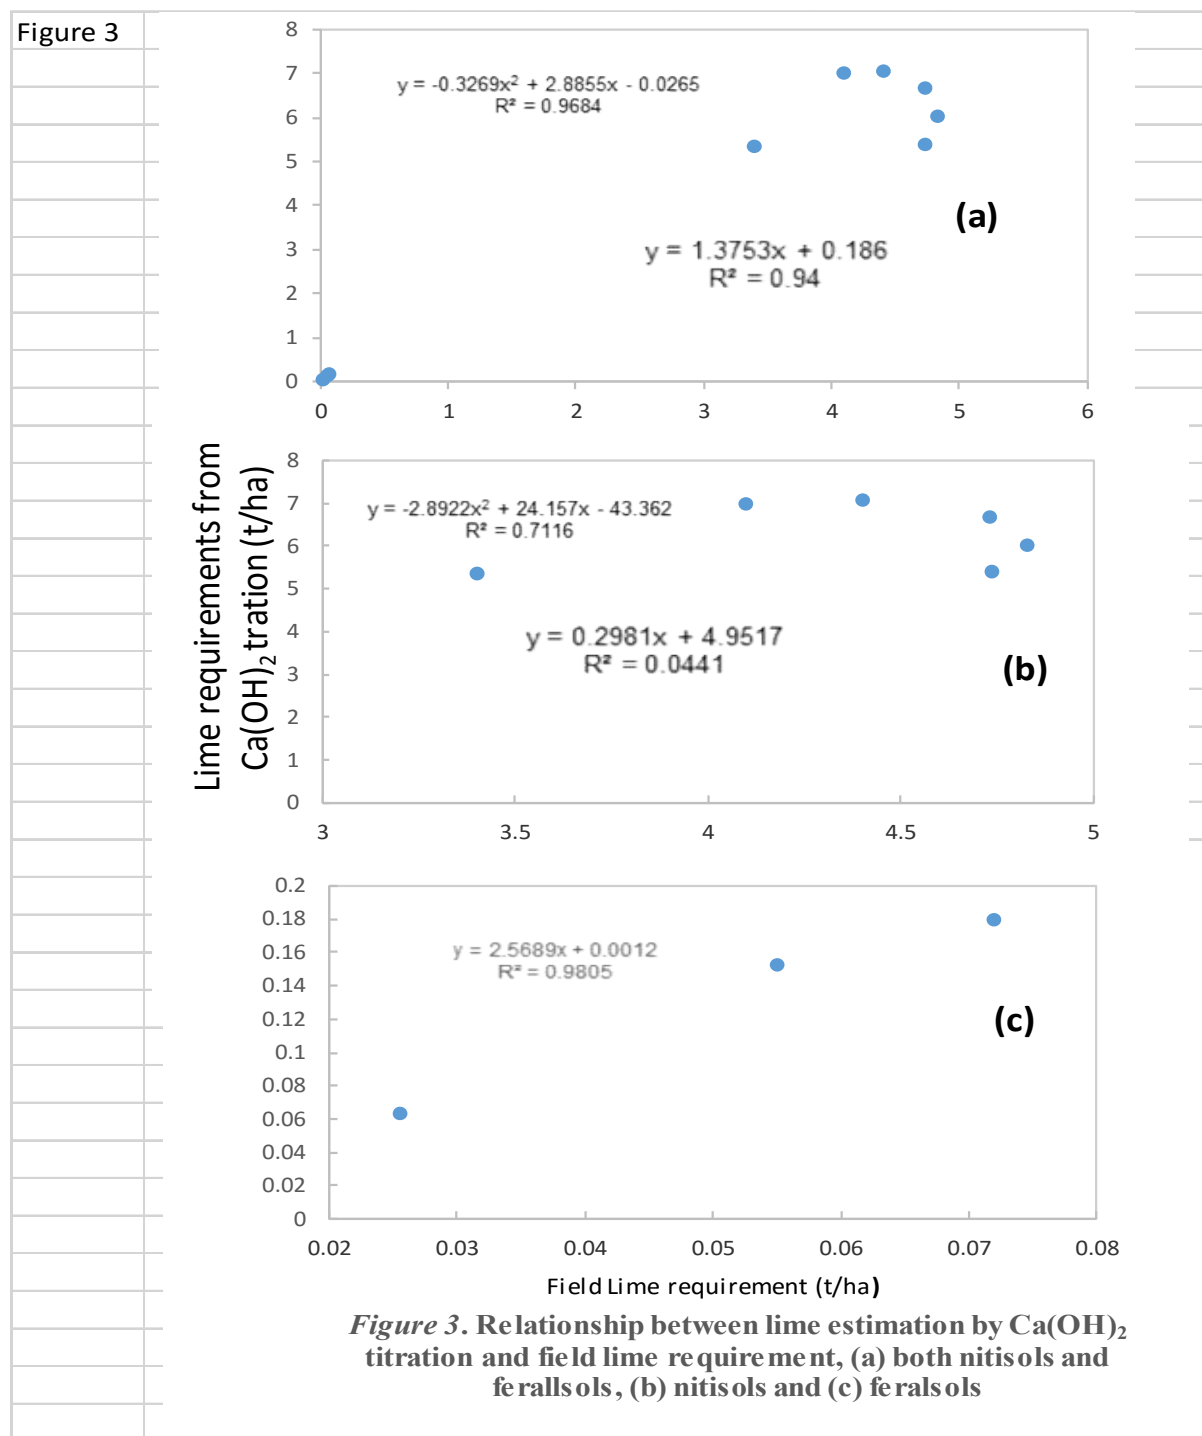 Figure 3
8
7
6
5
4
3
2
1
0
y = -0.3269x² + 2.8855x - 0.0265
R² = 0.9684
(a)
y = 1.3753x + 0.186
R² = 0.94
0 1 2 3 4 5 6
Lime requirements from
Ca(OH)₂ tration (t/ha)
8
7
6
5
4
3
2
1
0
y = -2.8922x² + 24.157x - 43.362
R² = 0.7116
y = 0.2981x + 4.9517
R² = 0.0441
(b)
3 3.5 4 4.5 5
0.2
0.18
0.16
0.14
0.12
0.1
0.08
0.06
0.04
0.02
0
y = 2.5689x + 0.0012
R² = 0.9805
(c)
0.02 0.03 0.04 0.05 0.06 0.07 0.08
Field Lime requirement (t/ha)
Figure 3. Relationship between lime estimation by Ca(OH)₂
titration and field lime requirement, (a) both nitisols and
ferallsols, (b) nitisols and (c) feralsols